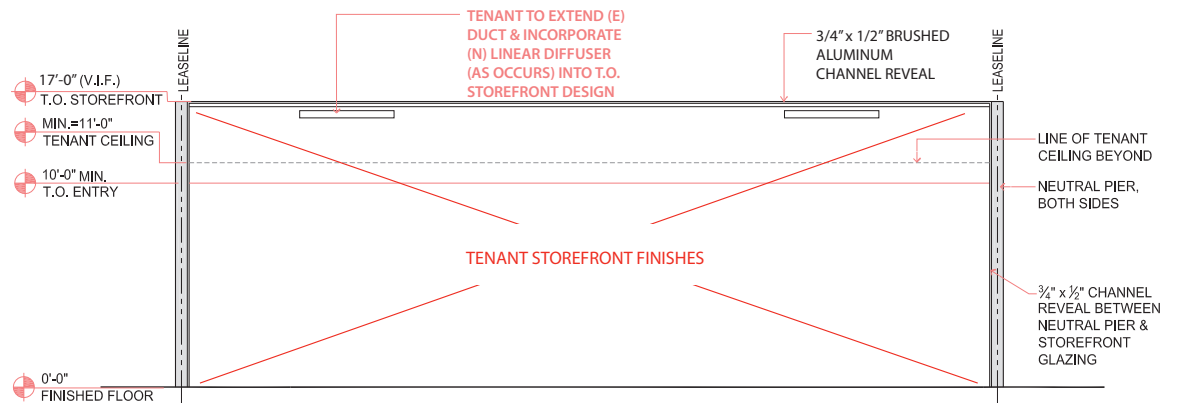 TENANT TO EXTEND (E)
DUCT & INCORPORATE
(N) LINEAR DIFFUSER
(AS OCCURS) INTO T.O.
STOREFRONT DESIGN
3/4” x 1/2” BRUSHED
ALUMINUM
CHANNEL REVEAL
LEASELINE
LEASELINE
17'-0" (V.I.F.)
T.O. STOREFRONT
MIN.=11'-0"
TENANT CEILING
10'-0" MIN.
T.O. ENTRY
LINE OF TENANT
CEILING BEYOND
NEUTRAL PIER,
BOTH SIDES
TENANT STOREFRONT FINISHES
¾" x ½" CHANNEL
REVEAL BETWEEN
NEUTRAL PIER &
STOREFRONT
GLAZING
0'-0"
FINISHED FLOOR